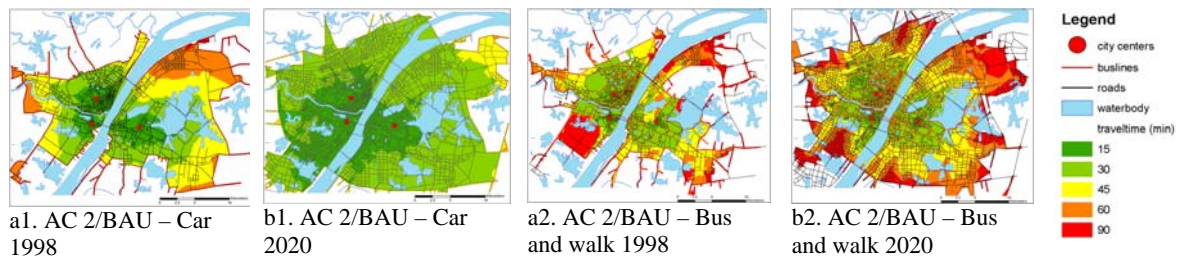 Legend
city centers
buslines
roads
waterbody
traveltime (min)
15
30
45
60
90
a1. AC 2/BAU – Car
1998
b1. AC 2/BAU – Car
2020
a2. AC 2/BAU – Bus
and walk 1998
b2. AC 2/BAU – Bus
and walk 2020